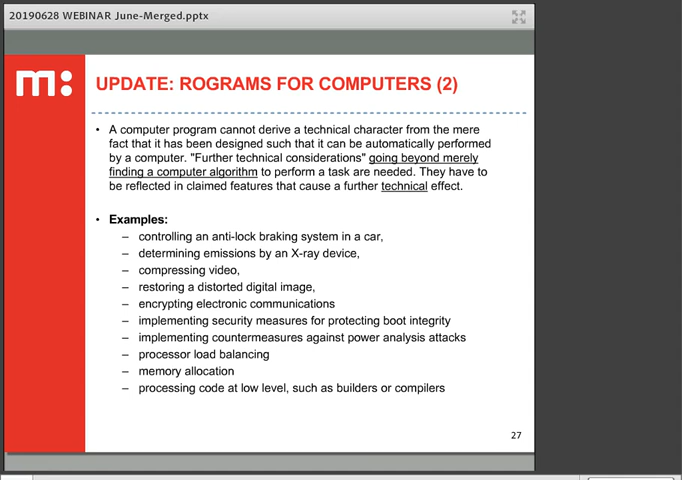 20190628 WEBINAR June-Merged.pptx
m:
UPDATE: ROGRAMS FOR COMPUTERS (2)
• A computer program cannot derive a technical character from the mere
fact that it has been designed such that it can be automatically performed
by a computer. "Further technical considerations" going beyond merely
finding a computer algorithm to perform a task are needed. They have to
be reflected in claimed features that cause a further technical effect.
• Examples:
– controlling an anti-lock braking system in a car,
– determining emissions by an X-ray device,
– compressing video,
– restoring a distorted digital image,
– encrypting electronic communications
– implementing security measures for protecting boot integrity
– implementing countermeasures against power analysis attacks
– processor load balancing
– memory allocation
– processing code at low level, such as builders or compilers
27